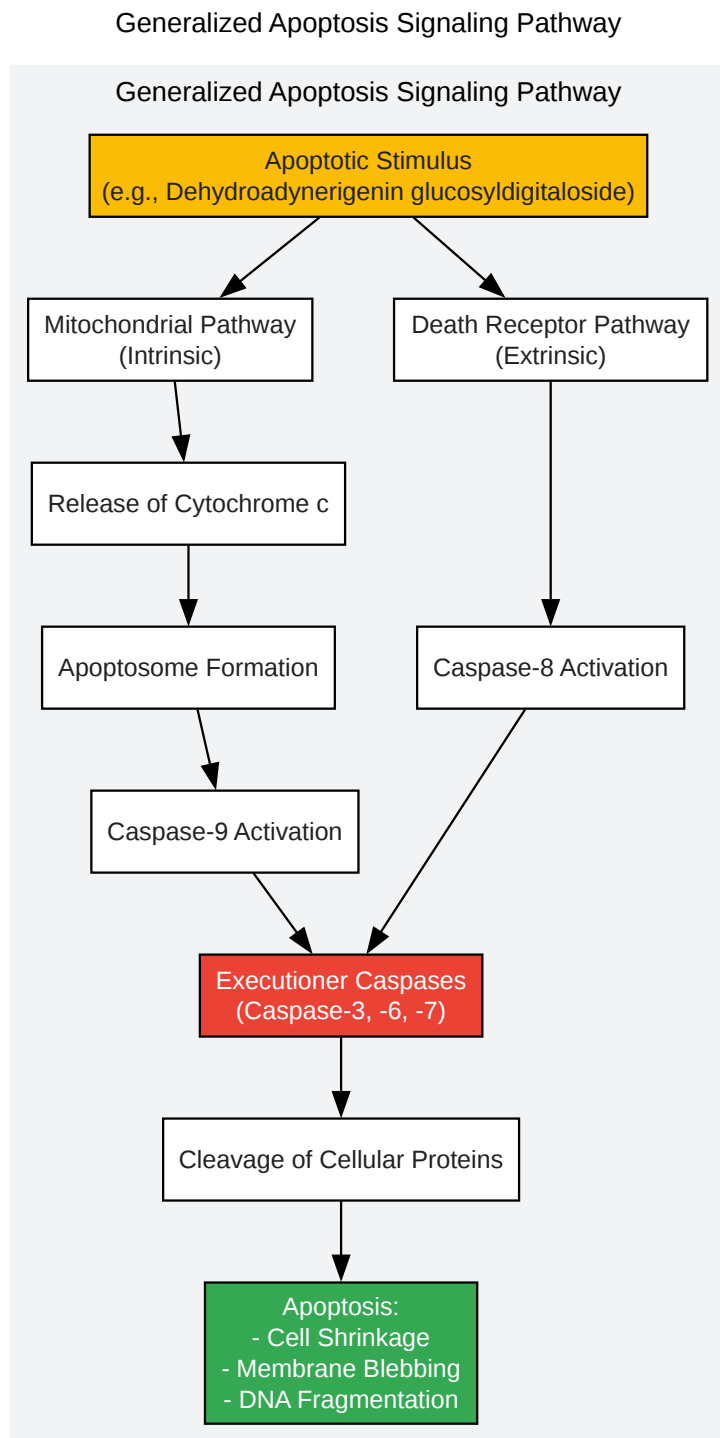 Generalized Apoptosis Signaling Pathway
Generalized Apoptosis Signaling Pathway
Apoptotic Stimulus
(e.g., Dehydroadynerigenin glucosyldigitaloside)
Mitochondrial Pathway
(Intrinsic)
Death Receptor Pathway
(Extrinsic)
Release of Cytochrome c
Apoptosome Formation
Caspase-8 Activation
Caspase-9 Activation
Executioner Caspases
(Caspase-3, -6, -7)
Cleavage of Cellular Proteins
Apoptosis:
- Cell Shrinkage
- Membrane Blebbing
- DNA Fragmentation